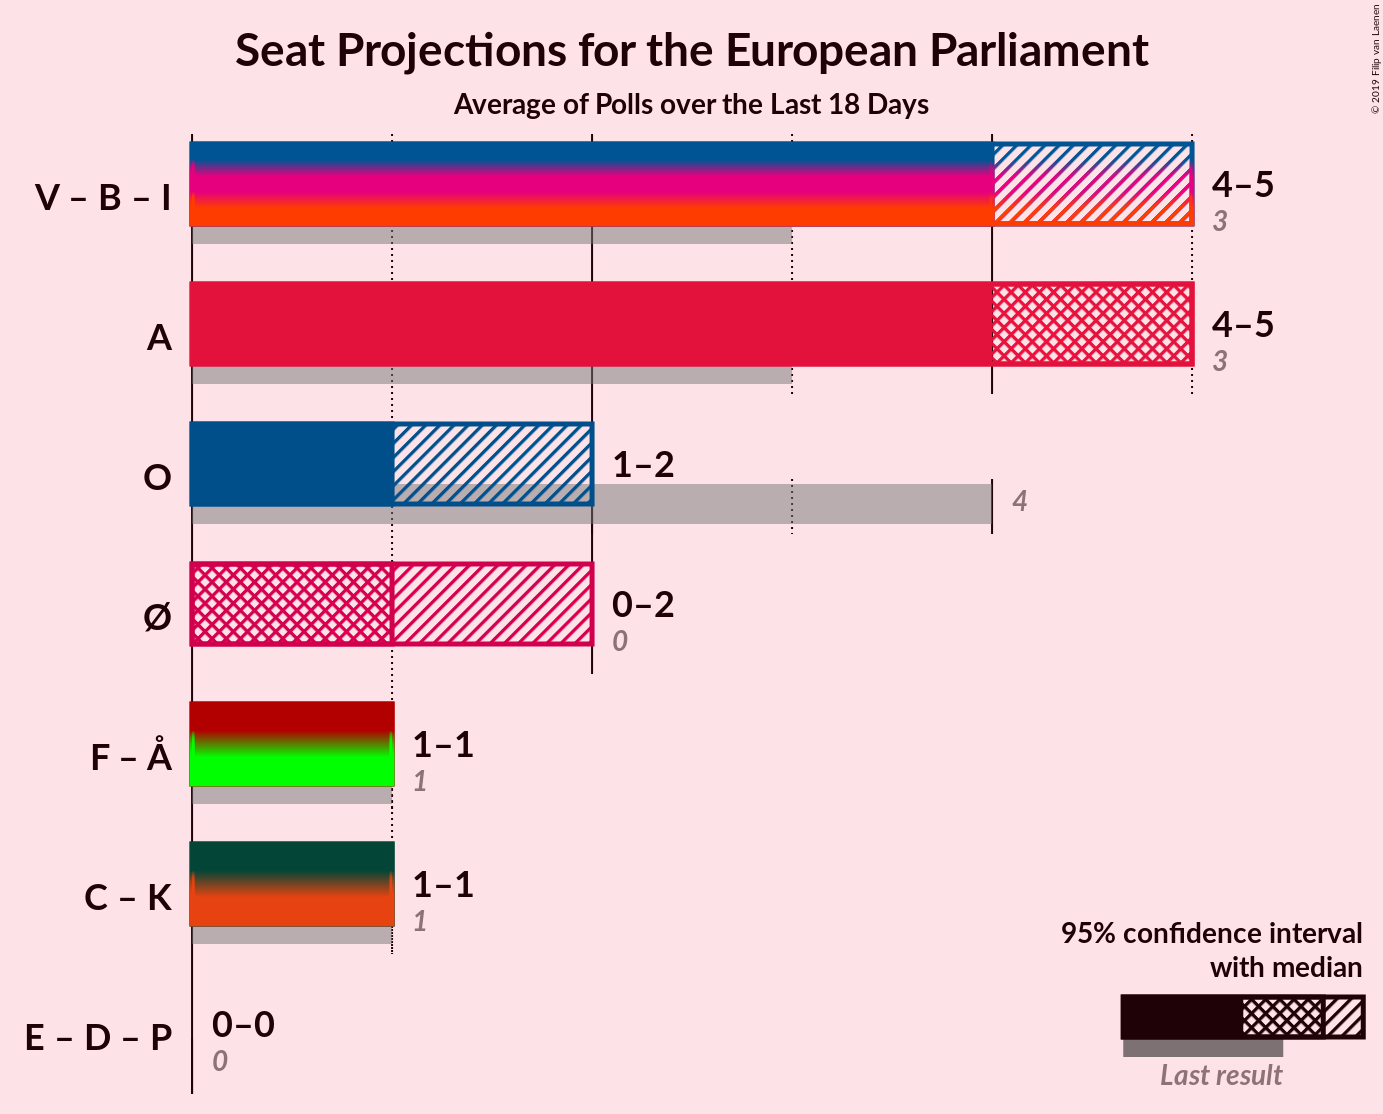 Seat Projections for the European Parliament
Average of Polls over the Last 18 Days
© 2019 Filip van Laenen
V – B – I
4–5
3
A
4–5
3
O
1–2
4
Ø
0–2
0
F – Å
1–1
1
C – K
1–1
1
E – D – P
0–0
0
95% confidence interval
with median
Last result